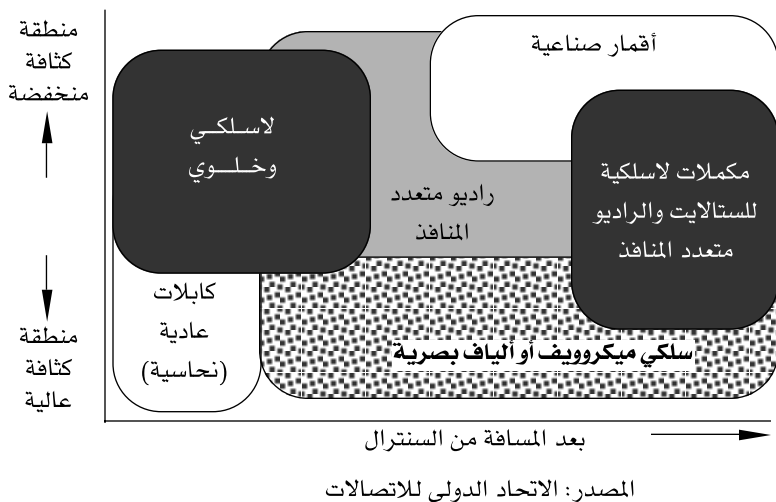 منطقة
كثافة
منخفضة
أقمار صناعية
لاسلكي
وخلوي
مكملات لاسلكية
للستالايت والراديو
متعدد المنافذ
راديو متعدد
المنافذ
كابلات
عادية
(نحاسية)
سلكي ميكروويف أو ألياف بصرية
منطقة
كثافة
عالية
بعد المسافة من السنترال
المصدر: الاتحاد الدولي للاتصالات